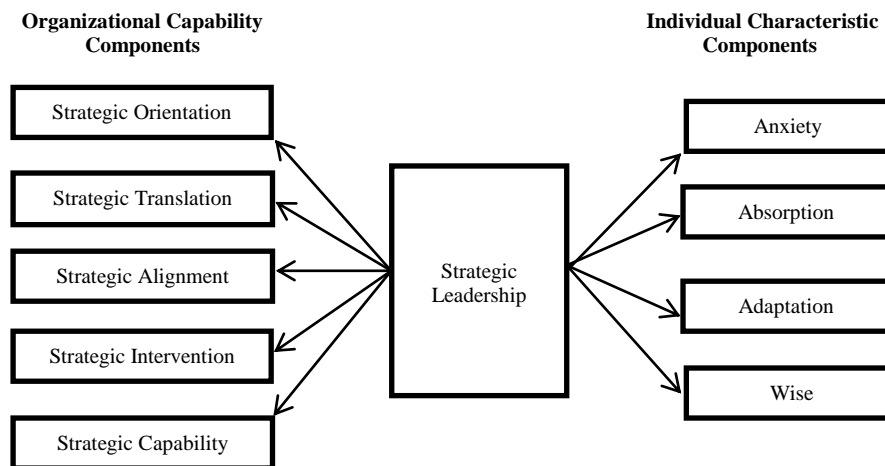 Organizational Capability
Components
Strategic Orientation
Strategic Translation
Strategic Alignment
Strategic Intervention
Strategic Capability
Strategic
Leadership
Individual Characteristic
Components
Anxiety
Absorption
Adaptation
Wise